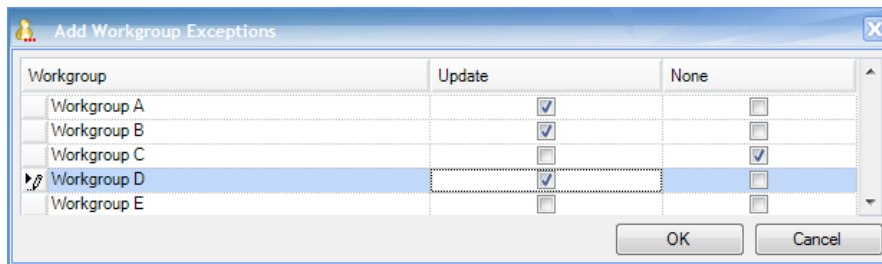 Add Workgroup Exceptions
Workgroup Update None
Workgroup A
Workgroup B
Workgroup C
Workgroup D
Workgroup E
OK Cancel